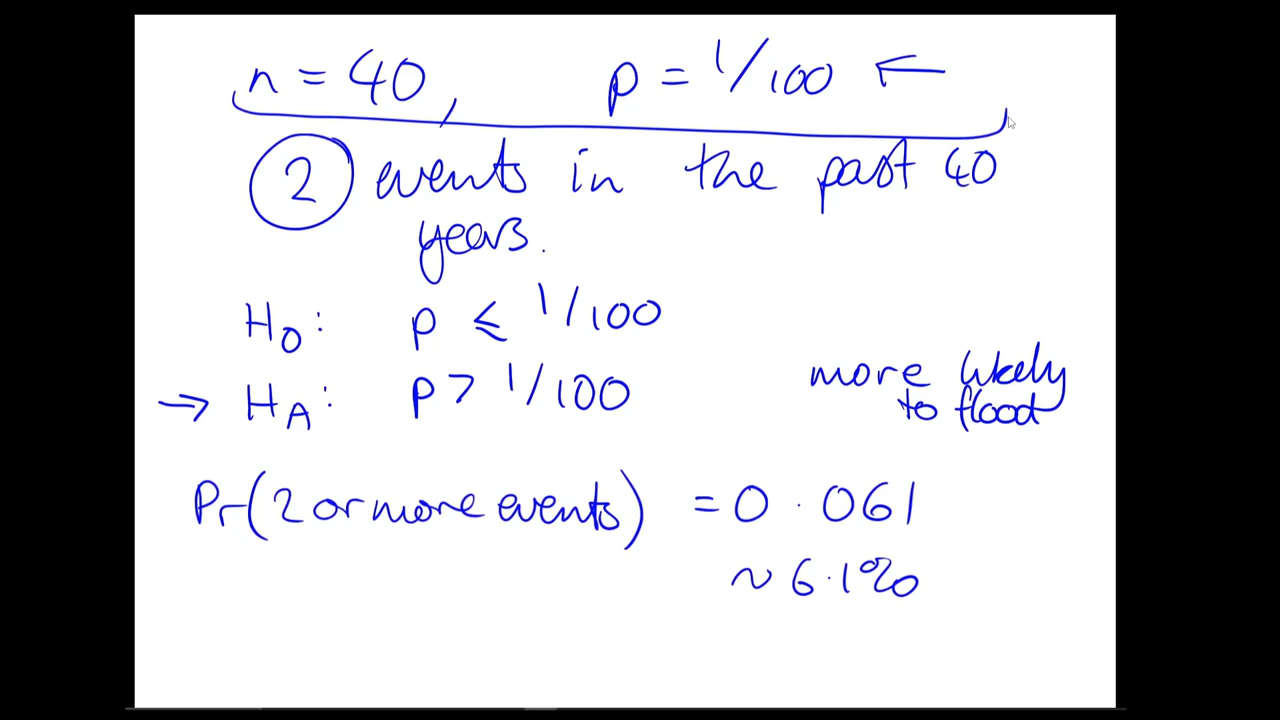 n = 40, p = 1/100 ←
2 events in the past 40
years.
H₀: p ≤ 1/100
→ H_A: p > 1/100
more likely
to flood
Pr(2 or more events) = 0.061
~ 6.1%